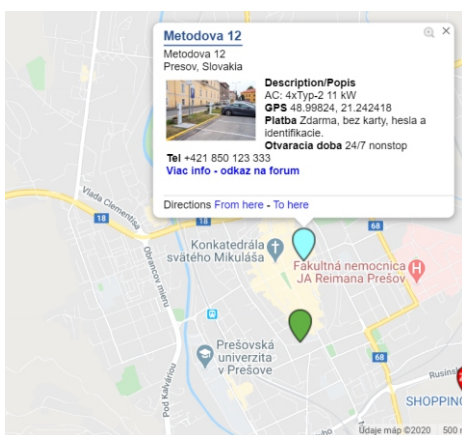 Metodova 12
Metodova 12
Presov, Slovakia
Description/Popis
AC: 4xTyp-2 11 kW
GPS 48.99824, 21.242418
Platba Zdarma, bez karty, hesla a
identifikacie.
Otvaracia doba 24/7 nonstop
Tel +421 850 123 333
Viac info - odkaz na forum
Directions From here - To here
Vlada Clementisa
18
18
68
Obrancov mieru
Konkatedrála
svätého Mikuláša
Fakultná nemocnica
JA Reimana Prešov
H
Prešovská
univerzita
v Prešove
68
Pod Kalváriou
Rusins
SHOPPING
Údaje máp ©2020
500 m